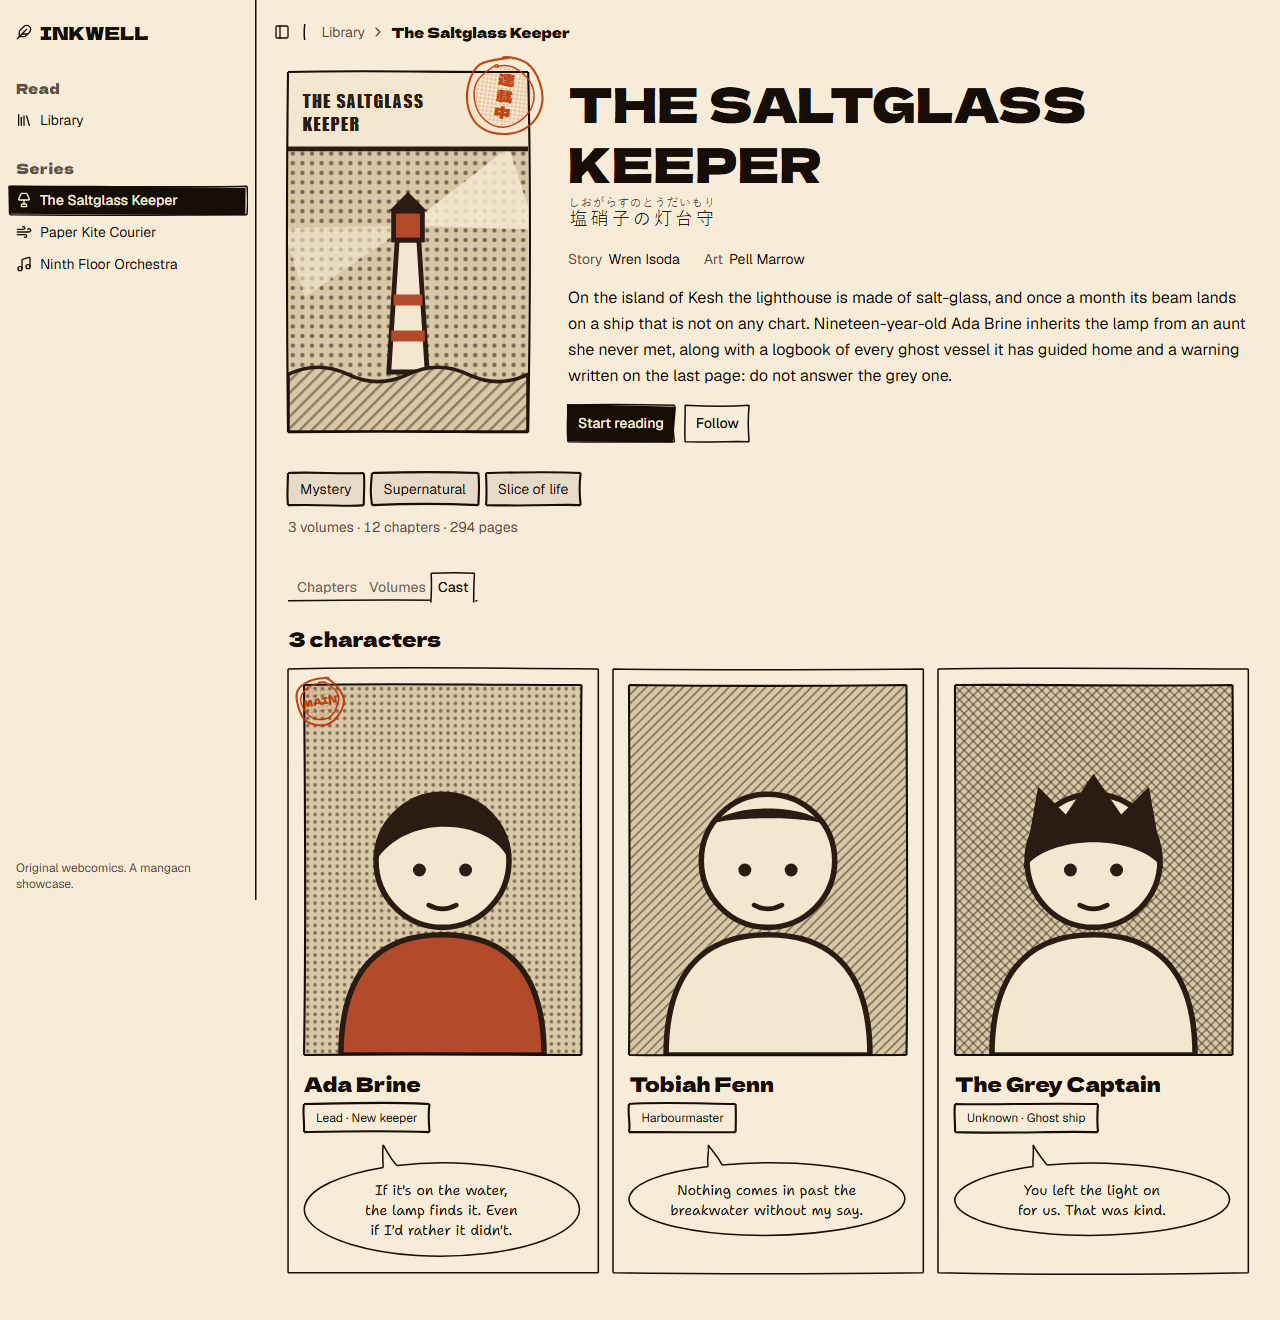 INKWELL
Read
Library
Series
The Saltglass Keeper
Paper Kite Courier
Ninth Floor Orchestra
Original webcomics. A mangacn
showcase.
Library > The Saltglass Keeper
THE SALTGLASS
KEEPER
連載中
THE SALTGLASS
KEEPER
しおがらすのとうだいもり
塩硝子の灯台守
Story Wren Isoda Art Pell Marrow
On the island of Kesh the lighthouse is made of salt-glass, and once a month its beam lands
on a ship that is not on any chart. Nineteen-year-old Ada Brine inherits the lamp from an aunt
she never met, along with a logbook of every ghost vessel it has guided home and a warning
written on the last page: do not answer the grey one.
Start reading
Follow
Mystery
Supernatural
Slice of life
3 volumes · 12 chapters · 294 pages
Chapters
Volumes
Cast
3 characters
MAIN
Ada Brine
Lead · New keeper
If it's on the water,
the lamp finds it. Even
if I'd rather it didn't.
Tobiah Fenn
Harbourmaster
Nothing comes in past the
breakwater without my say.
The Grey Captain
Unknown · Ghost ship
You left the light on
for us. That was kind.